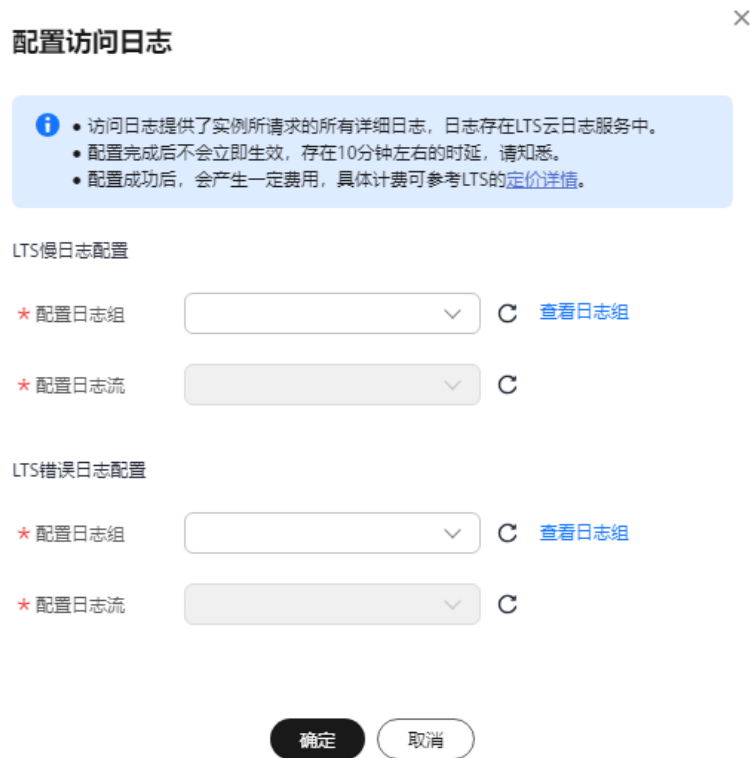 配置访问日志
• 访问日志提供了实例所请求的所有详细日志，日志存在LTS云日志服务中。
• 配置完成后不会立即生效，存在10分钟左右的时延，请知悉。
• 配置成功后，会产生一定费用，具体计费可参考LTS的定价详情。
LTS慢日志配置
* 配置日志组 查看日志组
* 配置日志流
LTS错误日志配置
* 配置日志组 查看日志组
* 配置日志流
确定 取消